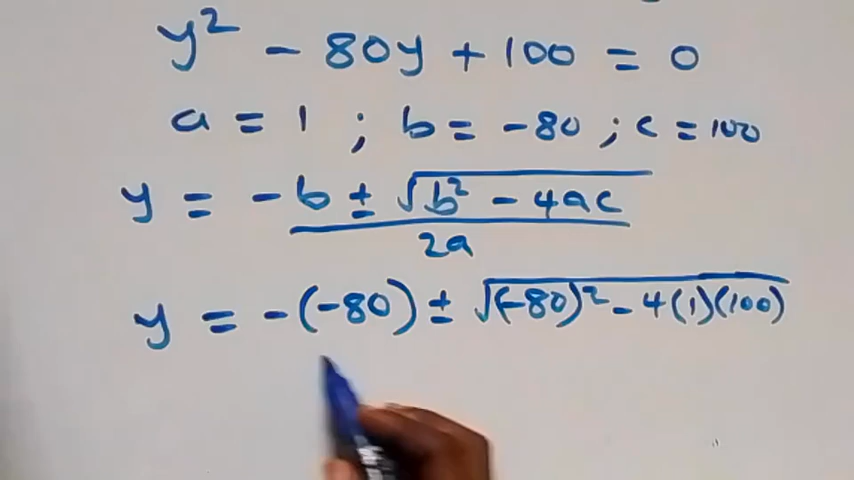 y² - 80y + 100 = 0
a = 1 ; b = -80 ; c = 100
y = -b ± √b² - 4ac
2a
y = -(-80) ± √(-80)² - 4(1)(100)